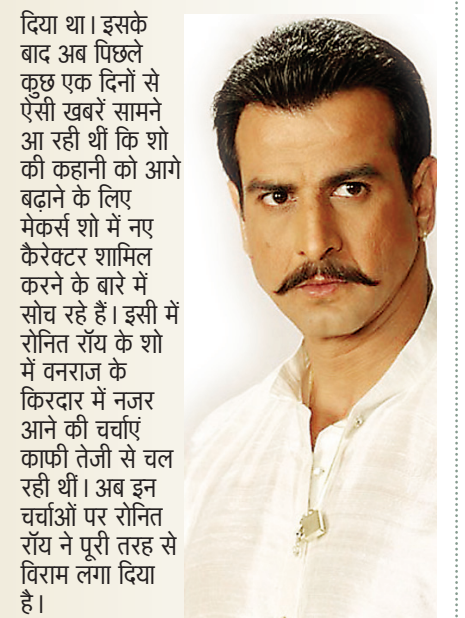 दिया था। इसके
बाद अब पिछले
कुछ एक दिनों से
ऐसी खबरें सामने
आ रही थीं कि शो
की कहानी को आगे
बढ़ाने के लिए
मेकर्स शो में नए
कैरेक्टर शामिल
करने के बारे में
सोच रहे हैं। इसी में
रोनित रॉय के शो
में वनराज के
किरदार में नजर
आने की चर्चाएं
काफी तेजी से चल
रही थीं। अब इन
चर्चाओं पर रोनित
रॉय ने पूरी तरह से
विराम लगा दिया
है।